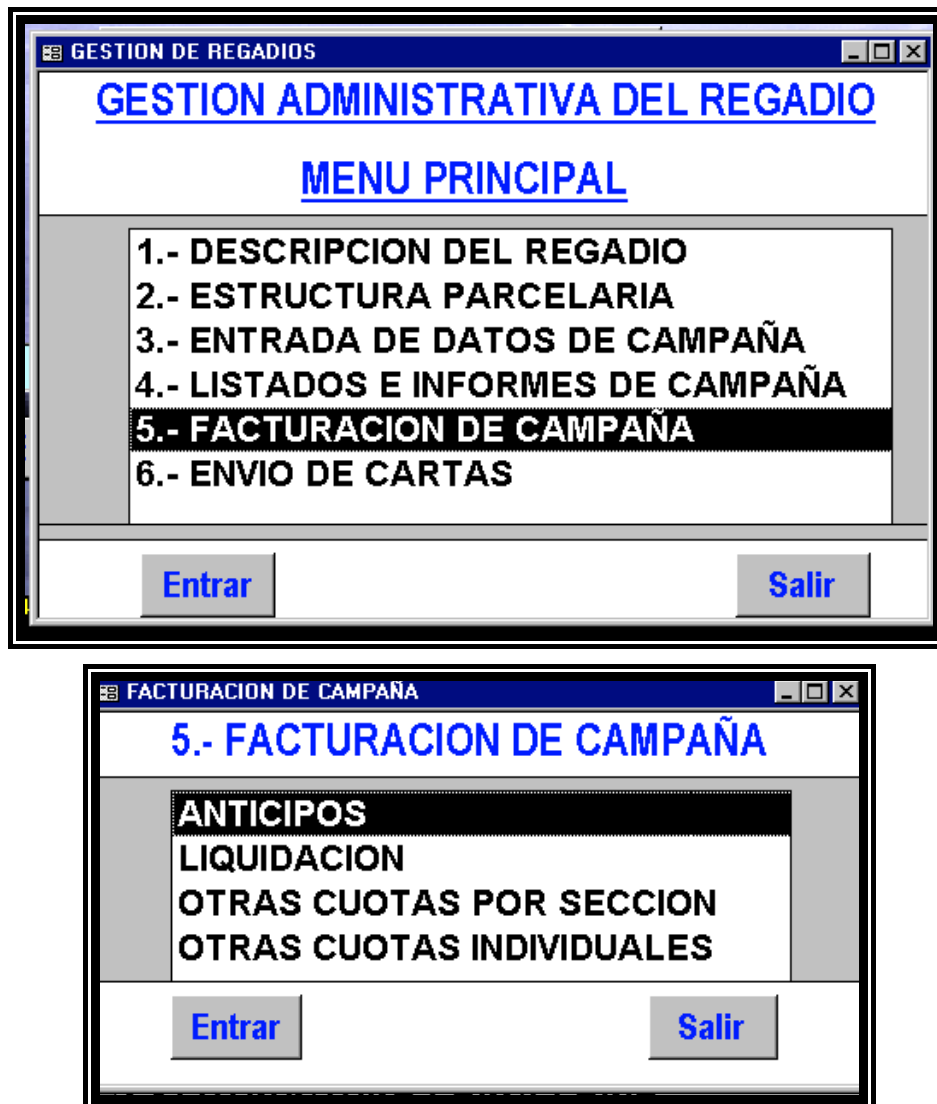 GESTION DE REGADIOS
GESTION ADMINISTRATIVA DEL REGADIO
MENU PRINCIPAL
1.- DESCRIPCION DEL REGADIO
2.- ESTRUCTURA PARCELARIA
3.- ENTRADA DE DATOS DE CAMPAÑA
4.- LISTADOS E INFORMES DE CAMPAÑA
5.- FACTURACION DE CAMPAÑA
6.- ENVIO DE CARTAS
Entrar Salir
FACTURACION DE CAMPAÑA
5.- FACTURACION DE CAMPAÑA
ANTICIPOS
LIQUIDACION
OTRAS CUOTAS POR SECCION
OTRAS CUOTAS INDIVIDUALES
Entrar Salir